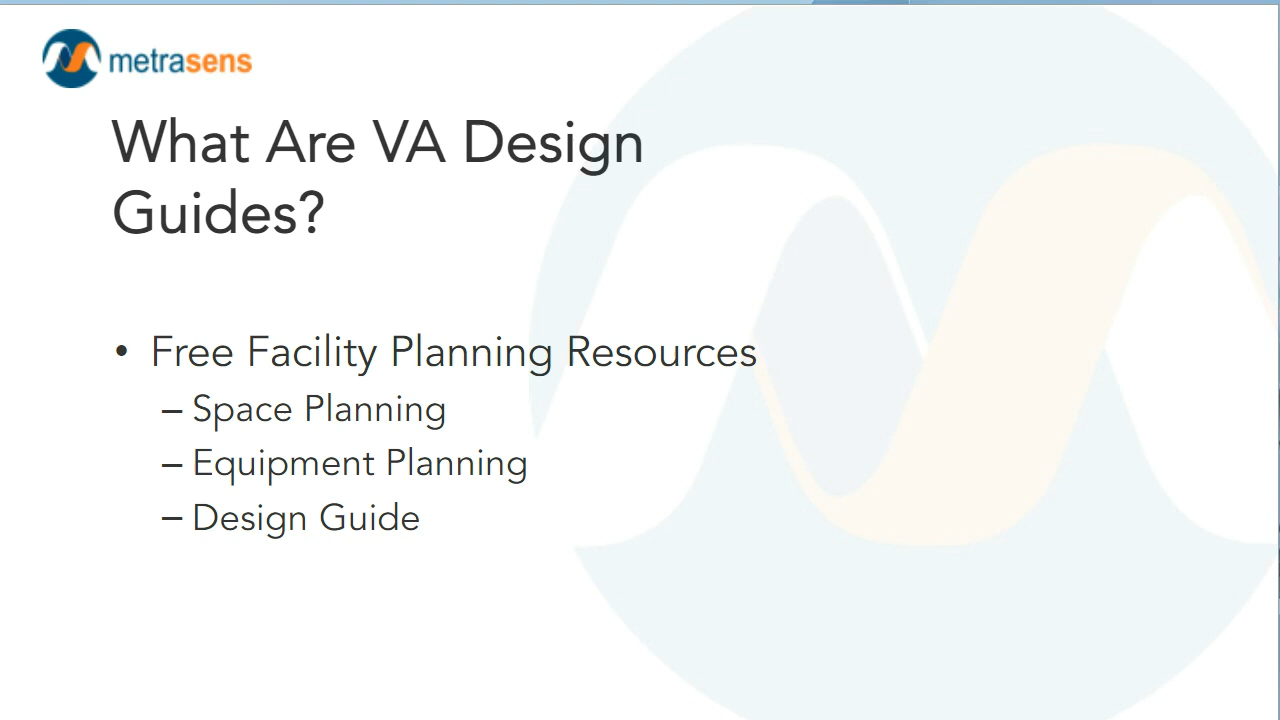 metrasens
What Are VA Design
Guides?
• Free Facility Planning Resources
– Space Planning
– Equipment Planning
– Design Guide